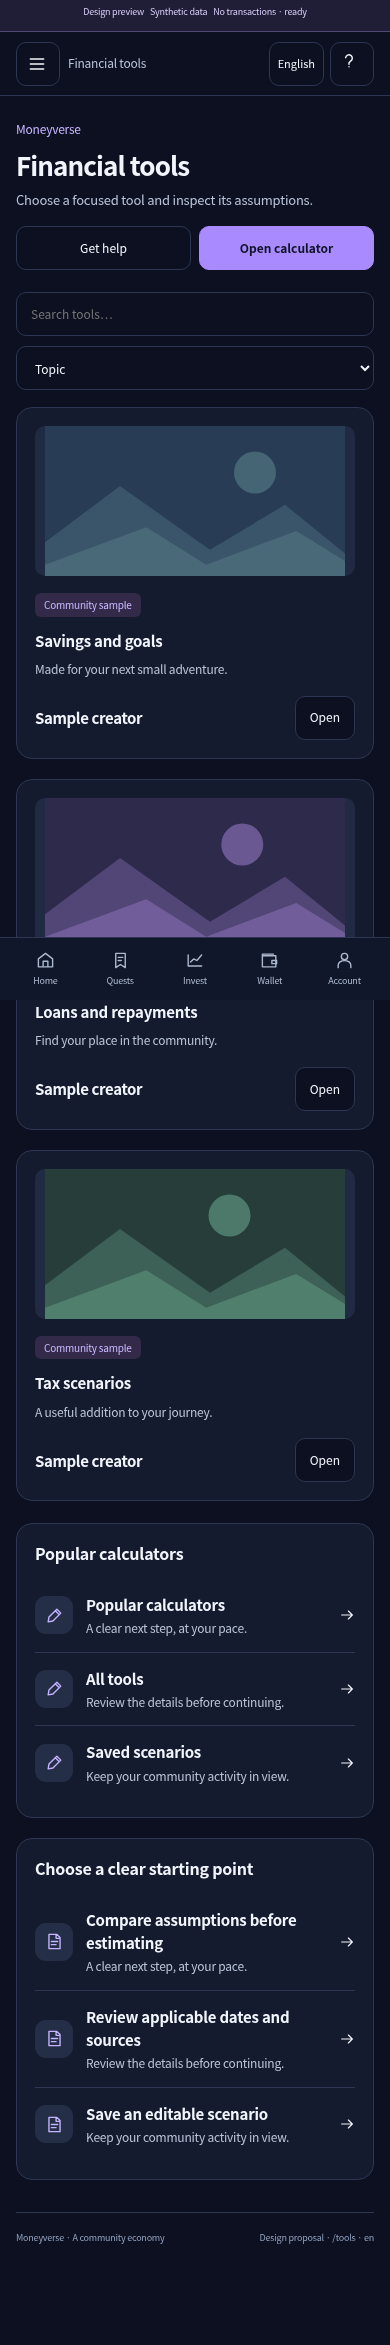 Design preview Synthetic data No transactions · ready
Financial tools
English
?
Moneyverse
Financial tools
Choose a focused tool and inspect its assumptions.
Get help
Open calculator
Search tools…
Topic
Community sample
Savings and goals
Made for your next small adventure.
Sample creator
Open
Home
Quests
Invest
Wallet
Account
Loans and repayments
Find your place in the community.
Sample creator
Open
Community sample
Tax scenarios
A useful addition to your journey.
Sample creator
Open
Popular calculators
Popular calculators
A clear next step, at your pace.
All tools
Review the details before continuing.
Saved scenarios
Keep your community activity in view.
Choose a clear starting point
Compare assumptions before
estimating
A clear next step, at your pace.
Review applicable dates and
sources
Review the details before continuing.
Save an editable scenario
Keep your community activity in view.
Moneyverse · A community economy
Design proposal · /tools · en